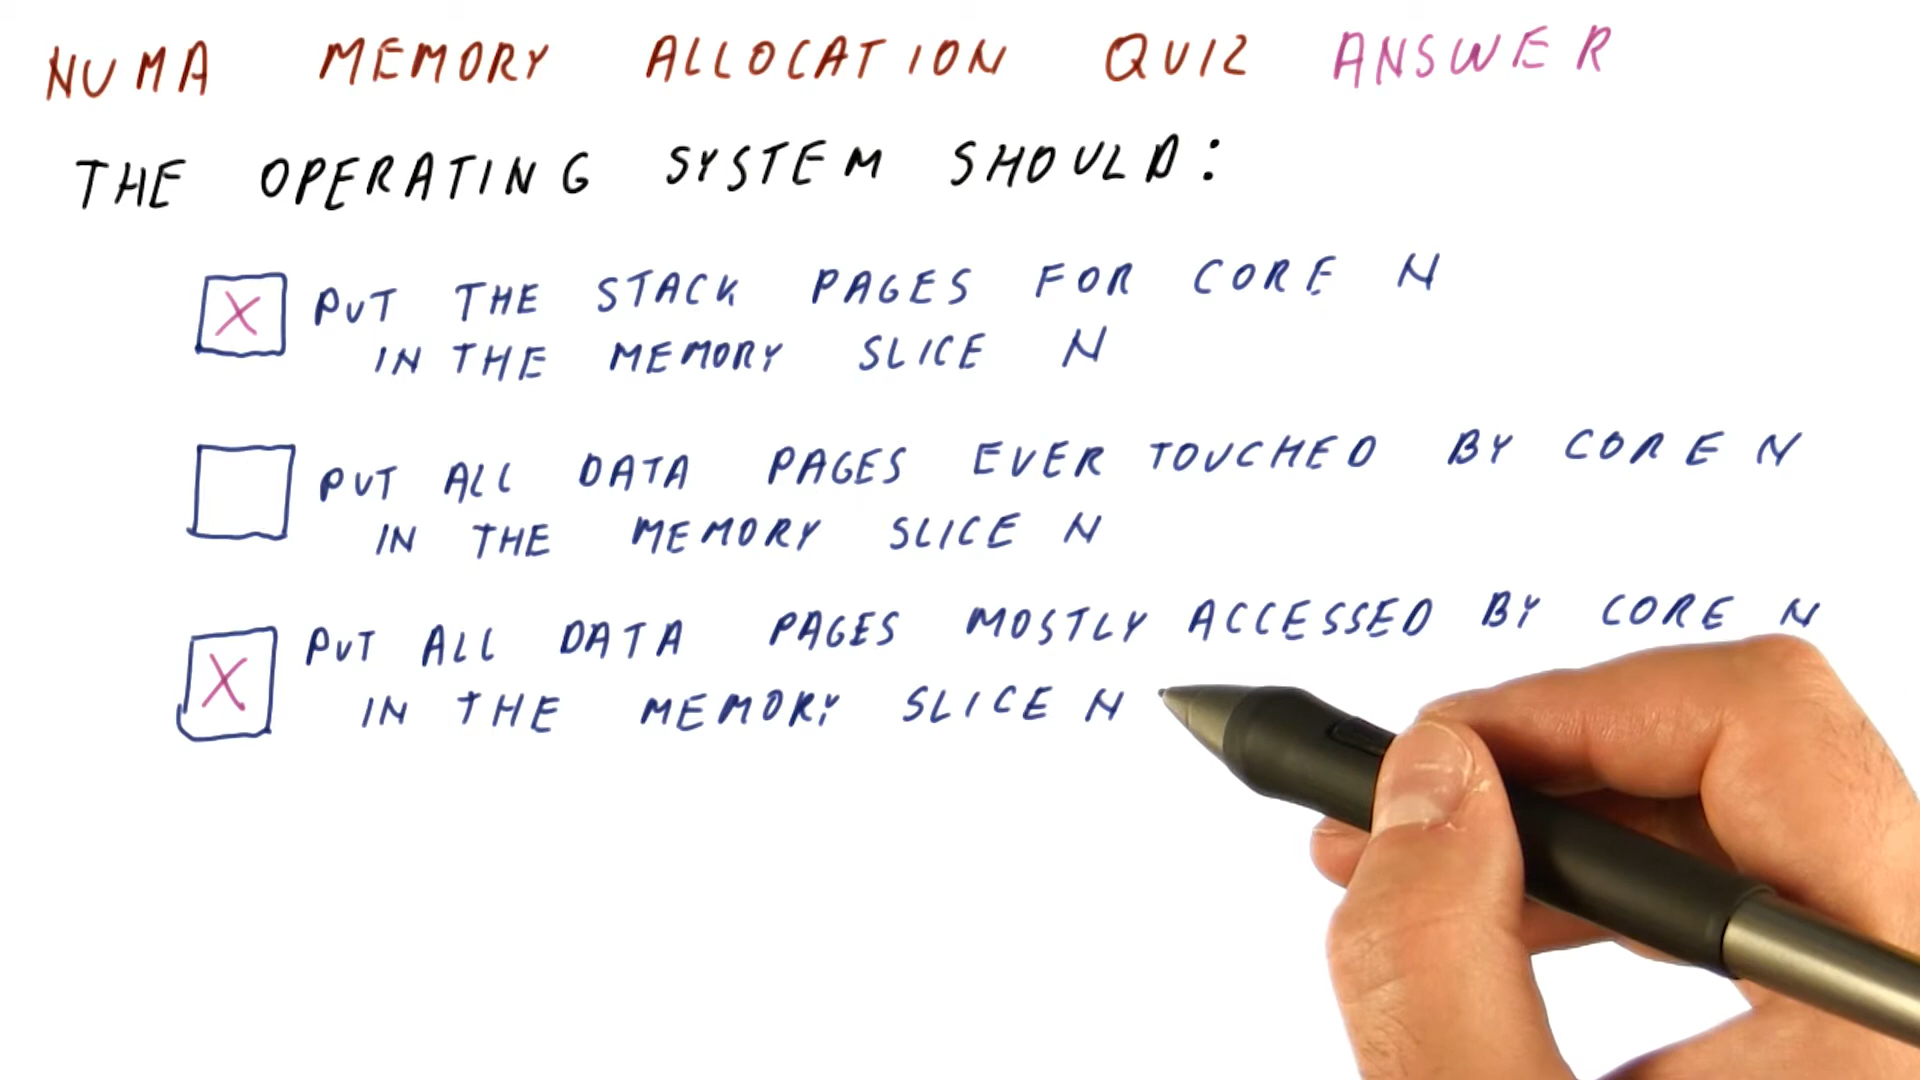 NUMA MEMORY ALLOCATION QUIZ ANSWER
THE OPERATING SYSTEM SHOULD:
X PUT THE STACK PAGES FOR CORE N
IN THE MEMORY SLICE N
PUT ALL DATA PAGES EVER TOUCHED BY CORE N
IN THE MEMORY SLICE N
X PUT ALL DATA PAGES MOSTLY ACCESSED BY CORE N
IN THE MEMORY SLICE N